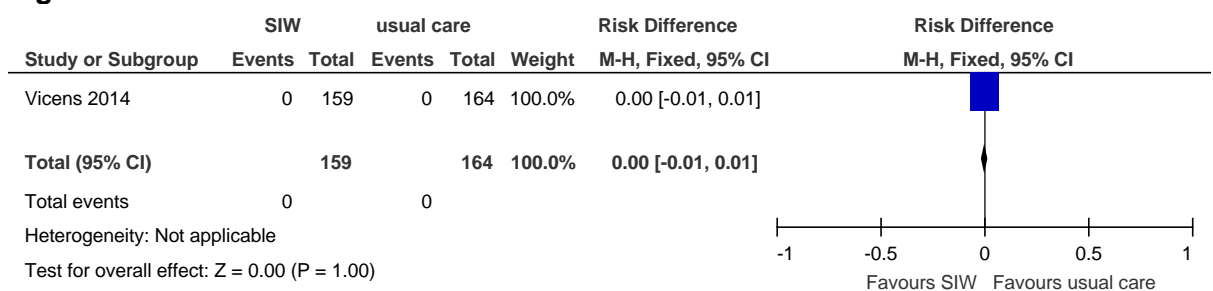 SIW usual care Risk Difference Risk Difference
Study or Subgroup Events Total Events Total Weight M-H, Fixed, 95% CI M-H, Fixed, 95% CI
Vicens 2014 0 159 0 164 100.0% 0.00 [-0.01, 0.01]
Total (95% CI) 159 164 100.0% 0.00 [-0.01, 0.01]
Total events 0 0
Heterogeneity: Not applicable
Test for overall effect: Z = 0.00 (P = 1.00)
-1 -0.5 0 0.5 1
Favours SIW Favours usual care